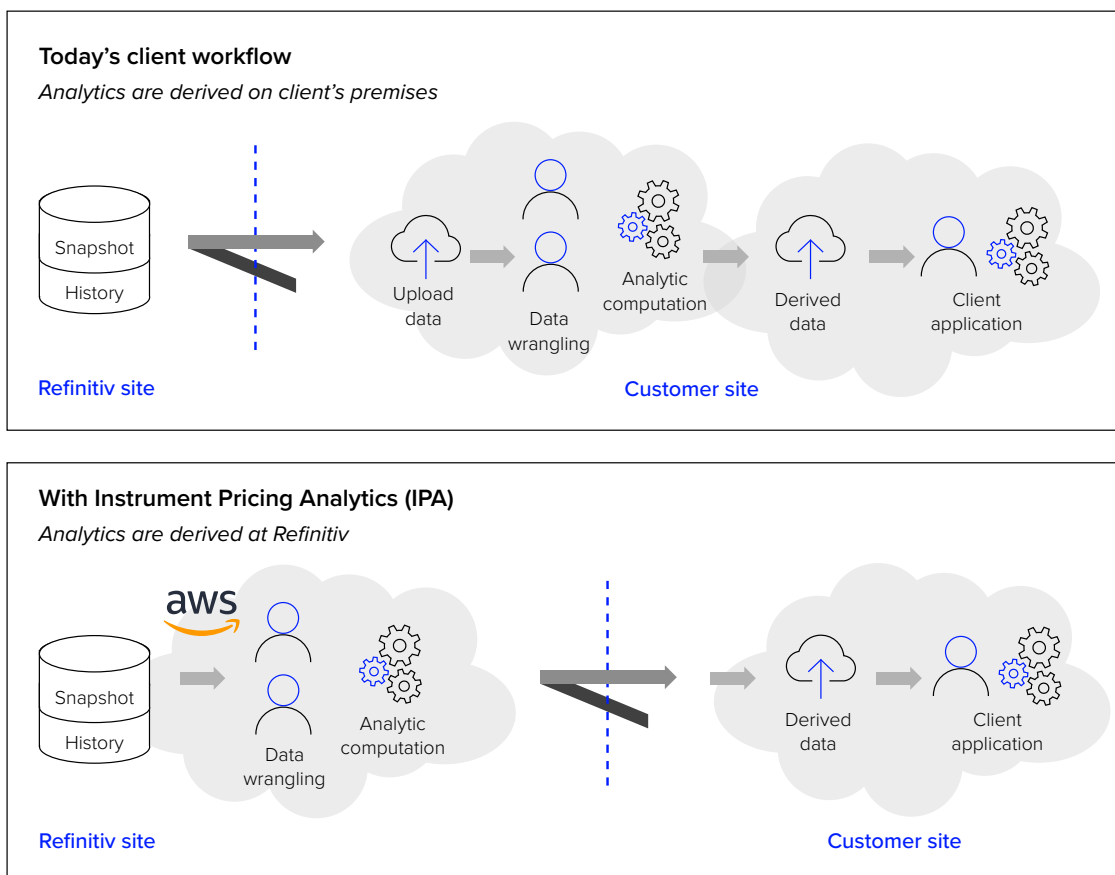 Today’s client workflow
Analytics are derived on client’s premises
Snapshot
History
Upload
data
Data
wrangling
Analytic
computation
Derived
data
Client
application
Refinitiv site
Customer site
With Instrument Pricing Analytics (IPA)
Analytics are derived at Refinitiv
aws
Snapshot
History
Data
wrangling
Analytic
computation
Derived
data
Client
application
Refinitiv site
Customer site